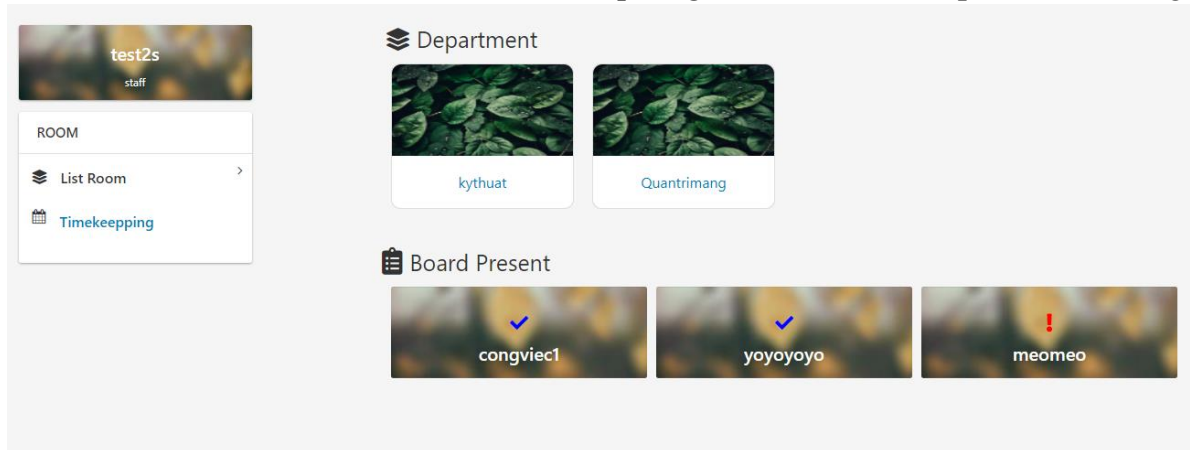 test2s
staff
ROOM
List Room
Timekeepping
Department
kythuat
Quantrimang
Board Present
congviec1
yoyoyoyo
meomeo